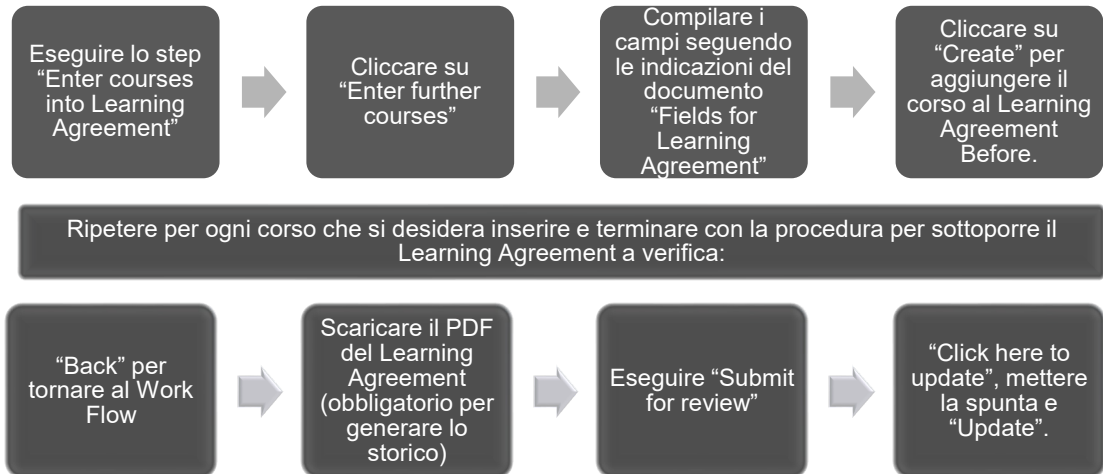 Eseguire lo step
“Enter courses
into Learning
Agreement”
Cliccare su
“Enter further
courses”
Compilare i
campi seguendo
le indicazioni del
documento
“Fields for
Learning
Agreement”
Cliccare su
“Create” per
aggiungere il
corso al Learning
Agreement
Before.
Ripetere per ogni corso che si desidera inserire e terminare con la procedura per sottoporre il
Learning Agreement a verifica:
“Back” per
tornare al Work
Flow
Scaricare il PDF
del Learning
Agreement
(obbligatorio per
generare lo
storico)
Eseguire “Submit
for review”
“Click here to
update”, mettere
la spunta e
“Update”.